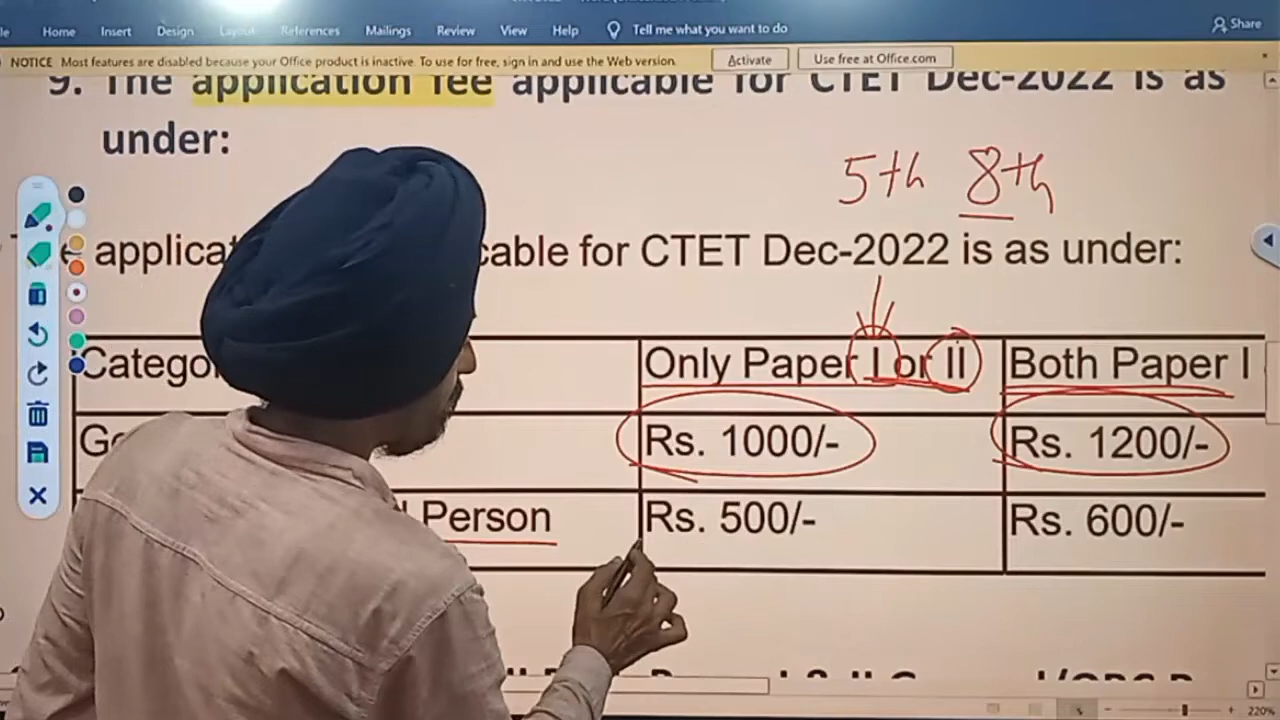 Home Insert Design Layout References Mailings Review View Help Tell me what you want to do Share
NOTICE Most features are disabled because your Office product is inactive. To use for free, sign in and use the Web version. Activate Use free at Office.com
9. The application fee applicable for CTET Dec-2022 is as
under:
5th 8th
applicable for CTET Dec-2022 is as under:
Only Paper I or II Both Paper I
Rs. 1000/- Rs. 1200/-
Person Rs. 500/- Rs. 600/-
220%